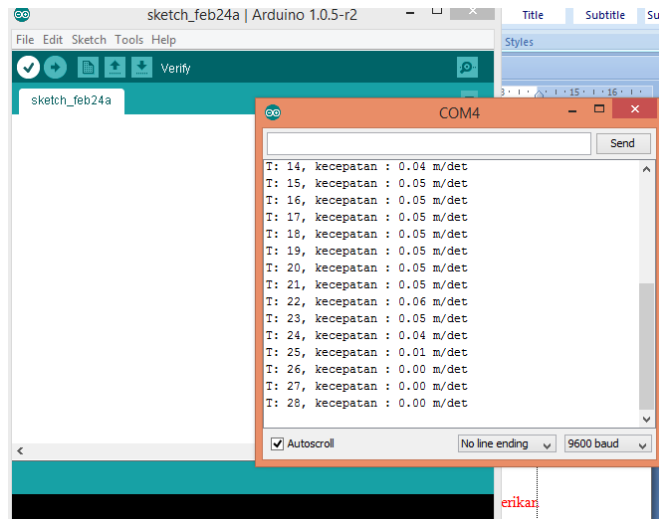 sketch_feb24a | Arduino 1.0.5-r2
File Edit Sketch Tools Help
Verify
sketch_feb24a
Title Subtitle
Styles
15 16
COM4
Send
T: 14, kecepatan : 0.04 m/det
T: 15, kecepatan : 0.05 m/det
T: 16, kecepatan : 0.05 m/det
T: 17, kecepatan : 0.05 m/det
T: 18, kecepatan : 0.05 m/det
T: 19, kecepatan : 0.05 m/det
T: 20, kecepatan : 0.05 m/det
T: 21, kecepatan : 0.05 m/det
T: 22, kecepatan : 0.06 m/det
T: 23, kecepatan : 0.05 m/det
T: 24, kecepatan : 0.04 m/det
T: 25, kecepatan : 0.01 m/det
T: 26, kecepatan : 0.00 m/det
T: 27, kecepatan : 0.00 m/det
T: 28, kecepatan : 0.00 m/det
Autoscroll No line ending 9600 baud
erikan